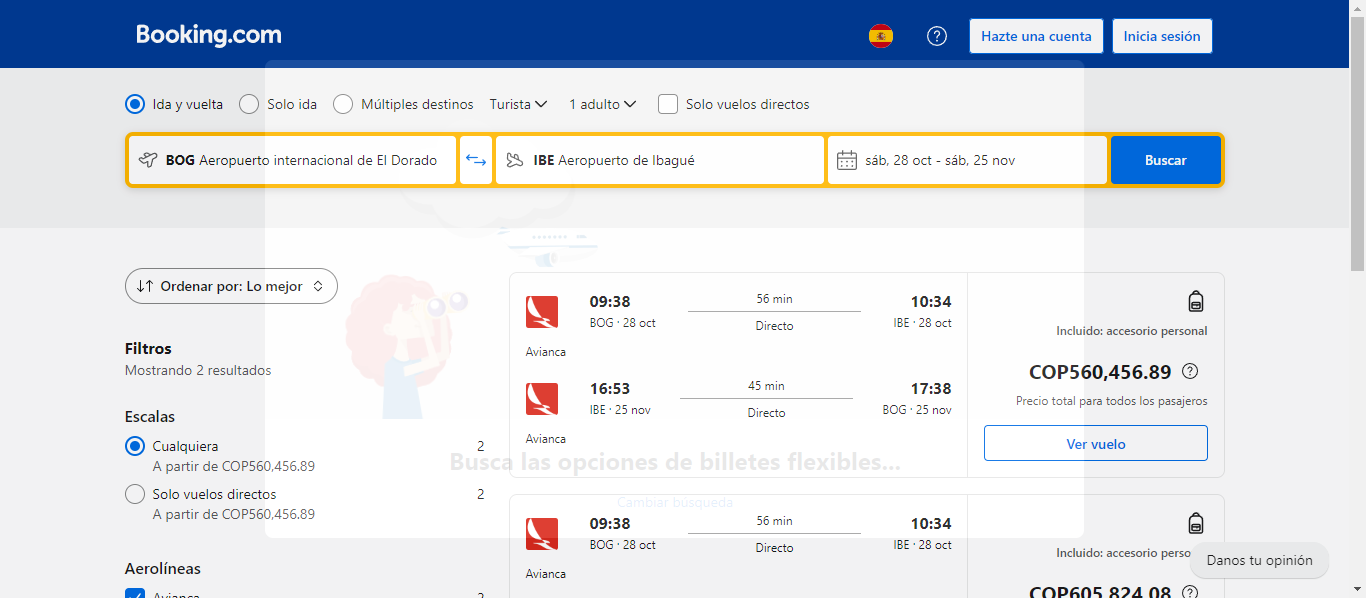 Booking.com
Hazte una cuenta
Inicia sesión
Ida y vuelta
Solo ida
Múltiples destinos
Turista
1 adulto
Solo vuelos directos
BOG Aeropuerto internacional de El Dorado
IBE Aeropuerto de Ibagué
sáb, 28 oct - sáb, 25 nov
Buscar
Ordenar por: Lo mejor
Filtros
Mostrando 2 resultados
Escalas
Cualquiera 2
A partir de COP560,456.89
Solo vuelos directos 2
A partir de COP560,456.89
Aerolíneas
Avianca 2
09:38 56 min 10:34
BOG · 28 oct Directo IBE · 28 oct
Avianca
16:53 45 min 17:38
IBE · 25 nov Directo BOG · 25 nov
Avianca
Incluido: accesorio personal
COP560,456.89
Precio total para todos los pasajeros
Ver vuelo
Busca las opciones de billetes flexibles...
Cambiar búsqueda
09:38 56 min 10:34
BOG · 28 oct Directo IBE · 28 oct
Avianca
Incluido: accesorio perso
COP605,824.08
Danos tu opinión